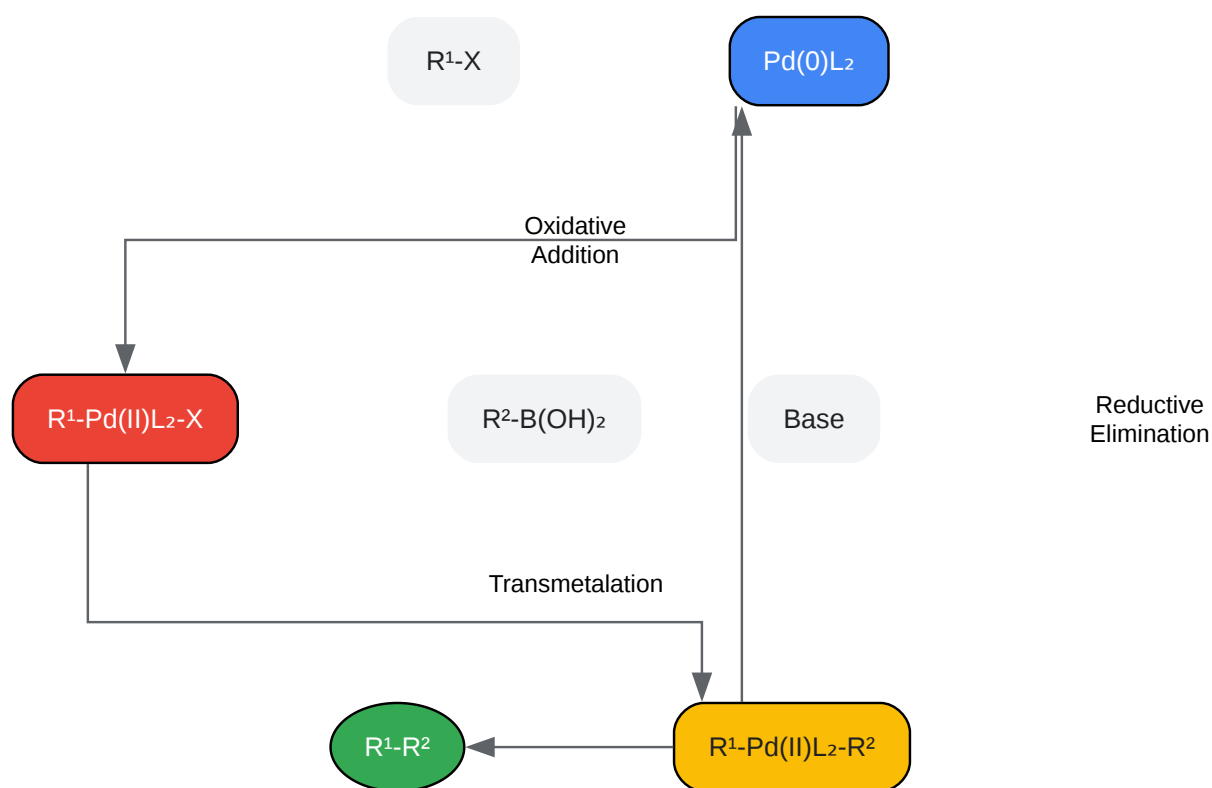 R¹-X
Pd(0)L₂
Oxidative
Addition
R¹-Pd(II)L₂-X
R²-B(OH)₂
Base
Reductive
Elimination
Transmetalation
R¹-R²
R¹-Pd(II)L₂-R²